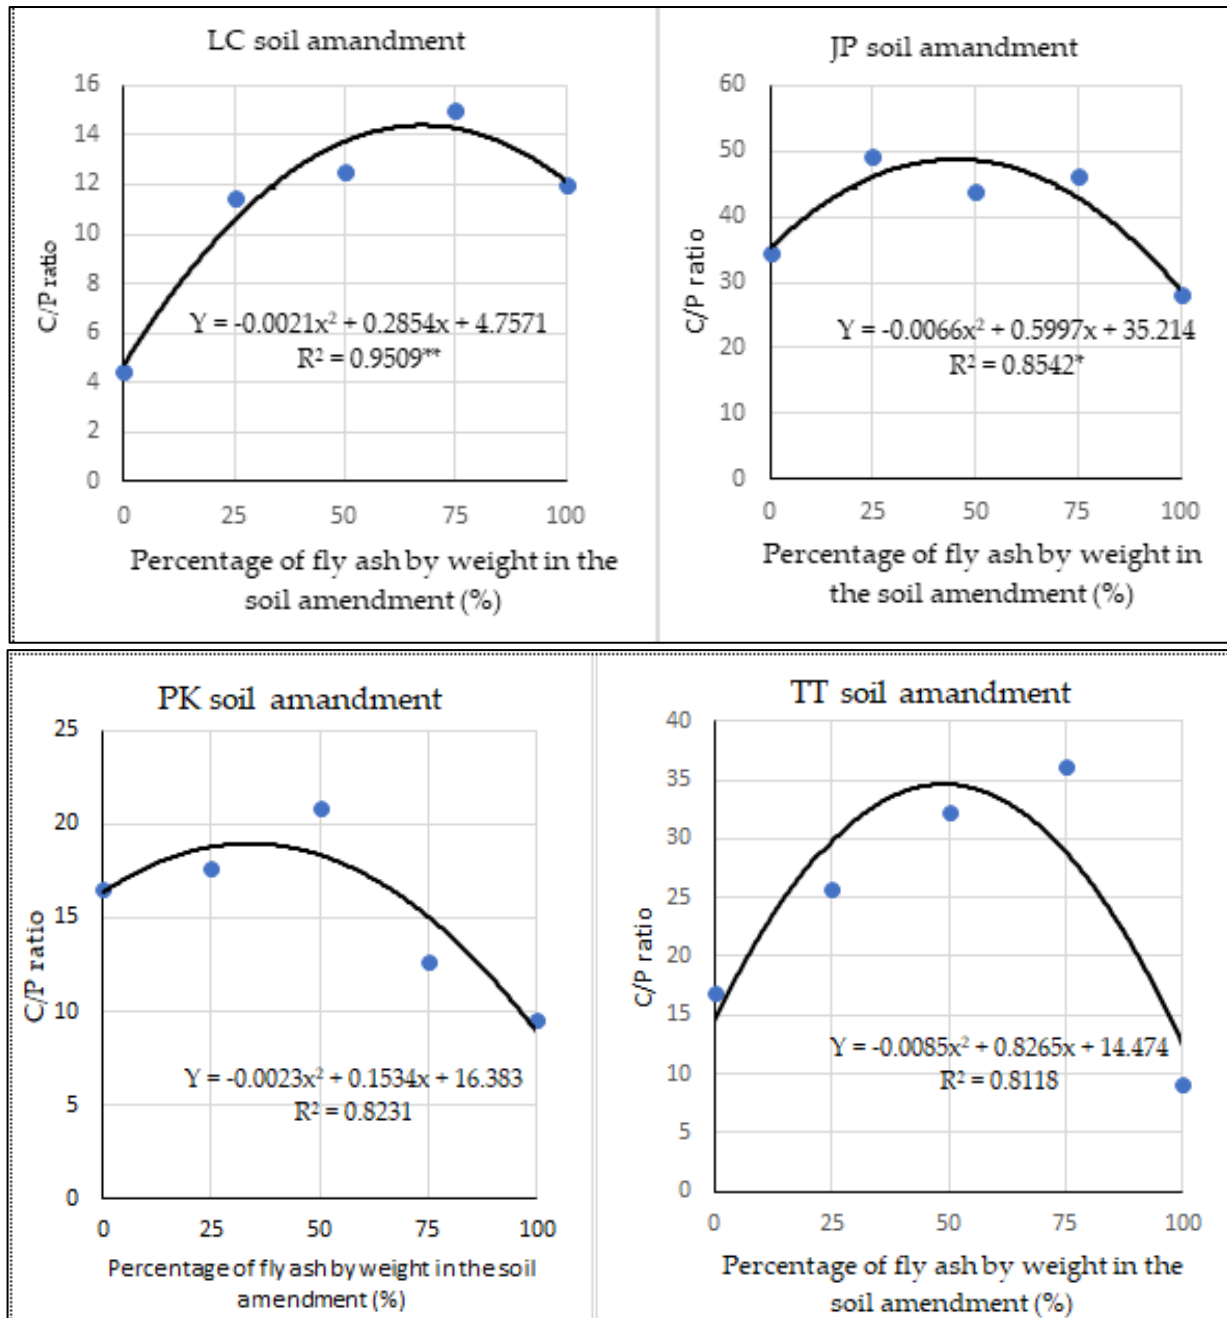 LC soil amandment
16
14
12
10
8
6
4
2
0
C/P ratio
Y = -0.0021x² + 0.2854x + 4.7571
R² = 0.9509**
0 25 50 75 100
Percentage of fly ash by weight in the
soil amendment (%)
JP soil amandment
60
50
40
30
20
10
0
C/P ratio
Y = -0.0066x² + 0.5997x + 35.214
R² = 0.8542*
0 25 50 75 100
Percentage of fly ash by weight in
the soil amendment (%)
PK soil amandment
25
20
15
10
5
0
C/P ratio
Y = -0.0023x² + 0.1534x + 16.383
R² = 0.8231
0 25 50 75 100
Percentage of fly ash by weight in the soil
amendment (%)
TT soil amandment
40
35
30
25
20
15
10
5
0
C/P ratio
Y = -0.0085x² + 0.8265x + 14.474
R² = 0.8118
0 25 50 75 100
Percentage of fly ash by weight in the
soil amendment (%)